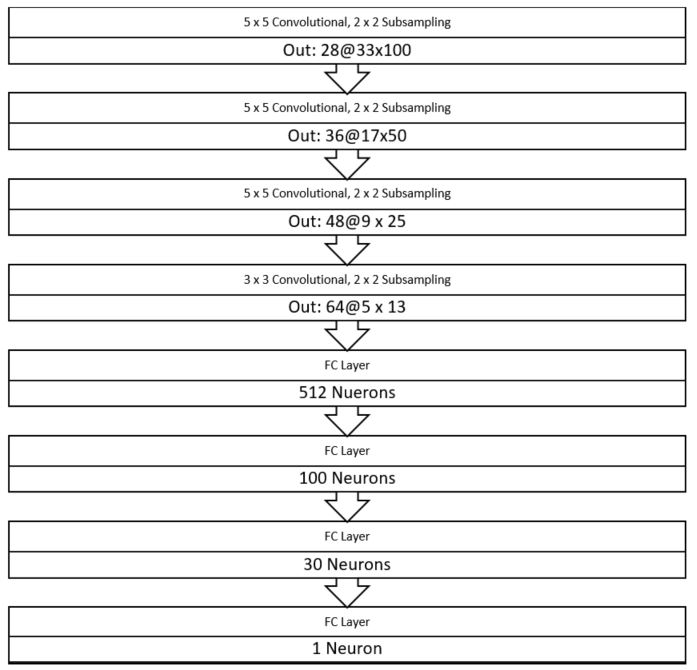 5 x 5 Convolutional, 2 x 2 Subsampling
Out: 28@33x100
5 x 5 Convolutional, 2 x 2 Subsampling
Out: 36@17x50
5 x 5 Convolutional, 2 x 2 Subsampling
Out: 48@9 x 25
3 x 3 Convolutional, 2 x 2 Subsampling
Out: 64@5 x 13
FC Layer
512 Nuerons
FC Layer
100 Neurons
FC Layer
30 Neurons
FC Layer
1 Neuron